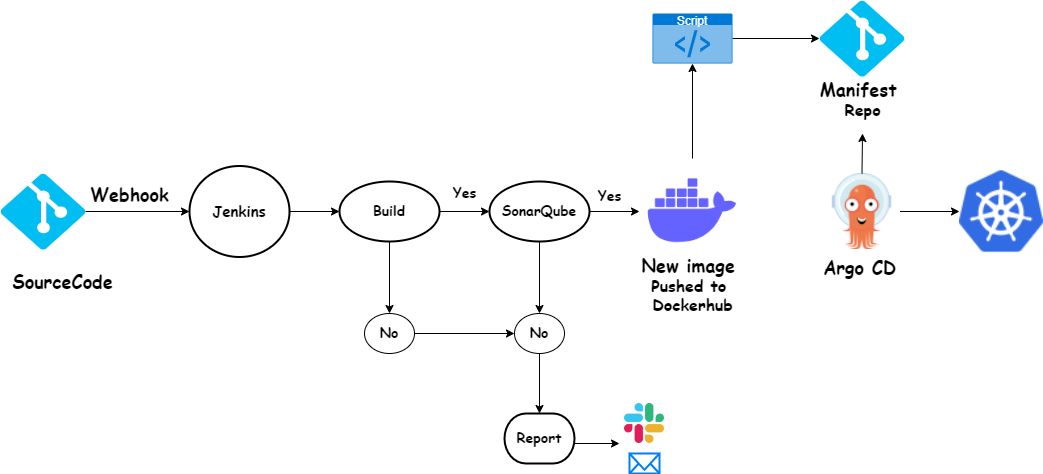 Script
</>
Manifest
Repo
Webhook
Jenkins
Build
Yes
SonarQube
Yes
SourceCode
New image
Pushed to
Dockerhub
Argo CD
No
No
Report